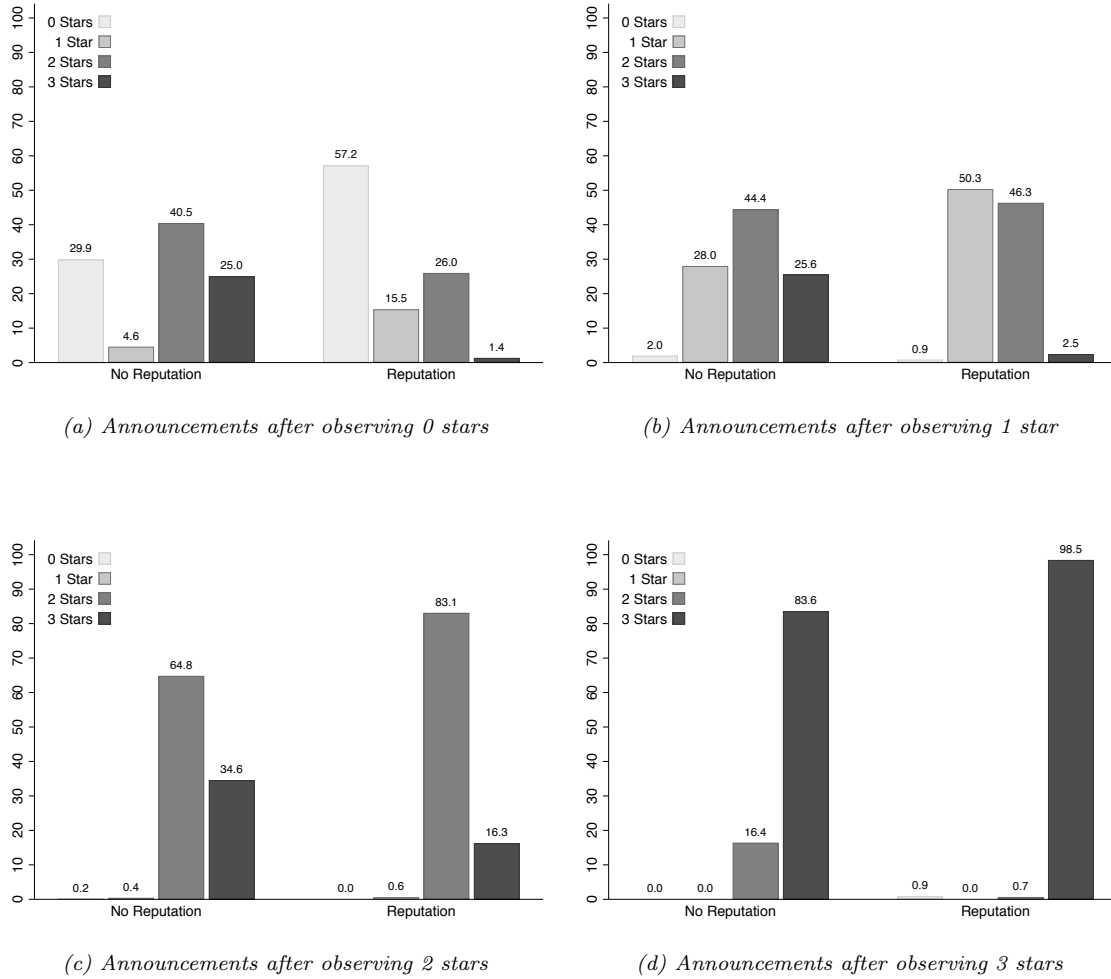 100
90
80
70
60
50
40
30
20
10
0
0 Stars
1 Star
2 Stars
3 Stars
29.9
4.6
40.5
25.0
57.2
15.5
26.0
1.4
No Reputation
Reputation
(a) Announcements after observing 0 stars
100
90
80
70
60
50
40
30
20
10
0
0 Stars
1 Star
2 Stars
3 Stars
2.0
28.0
44.4
25.6
0.9
50.3
46.3
2.5
No Reputation
Reputation
(b) Announcements after observing 1 star
100
90
80
70
60
50
40
30
20
10
0
0 Stars
1 Star
2 Stars
3 Stars
0.2
0.4
64.8
34.6
0.0
0.6
83.1
16.3
No Reputation
Reputation
(c) Announcements after observing 2 stars
100
90
80
70
60
50
40
30
20
10
0
0 Stars
1 Star
2 Stars
3 Stars
0.0
0.0
16.4
83.6
0.9
0.0
0.7
98.5
No Reputation
Reputation
(d) Announcements after observing 3 stars